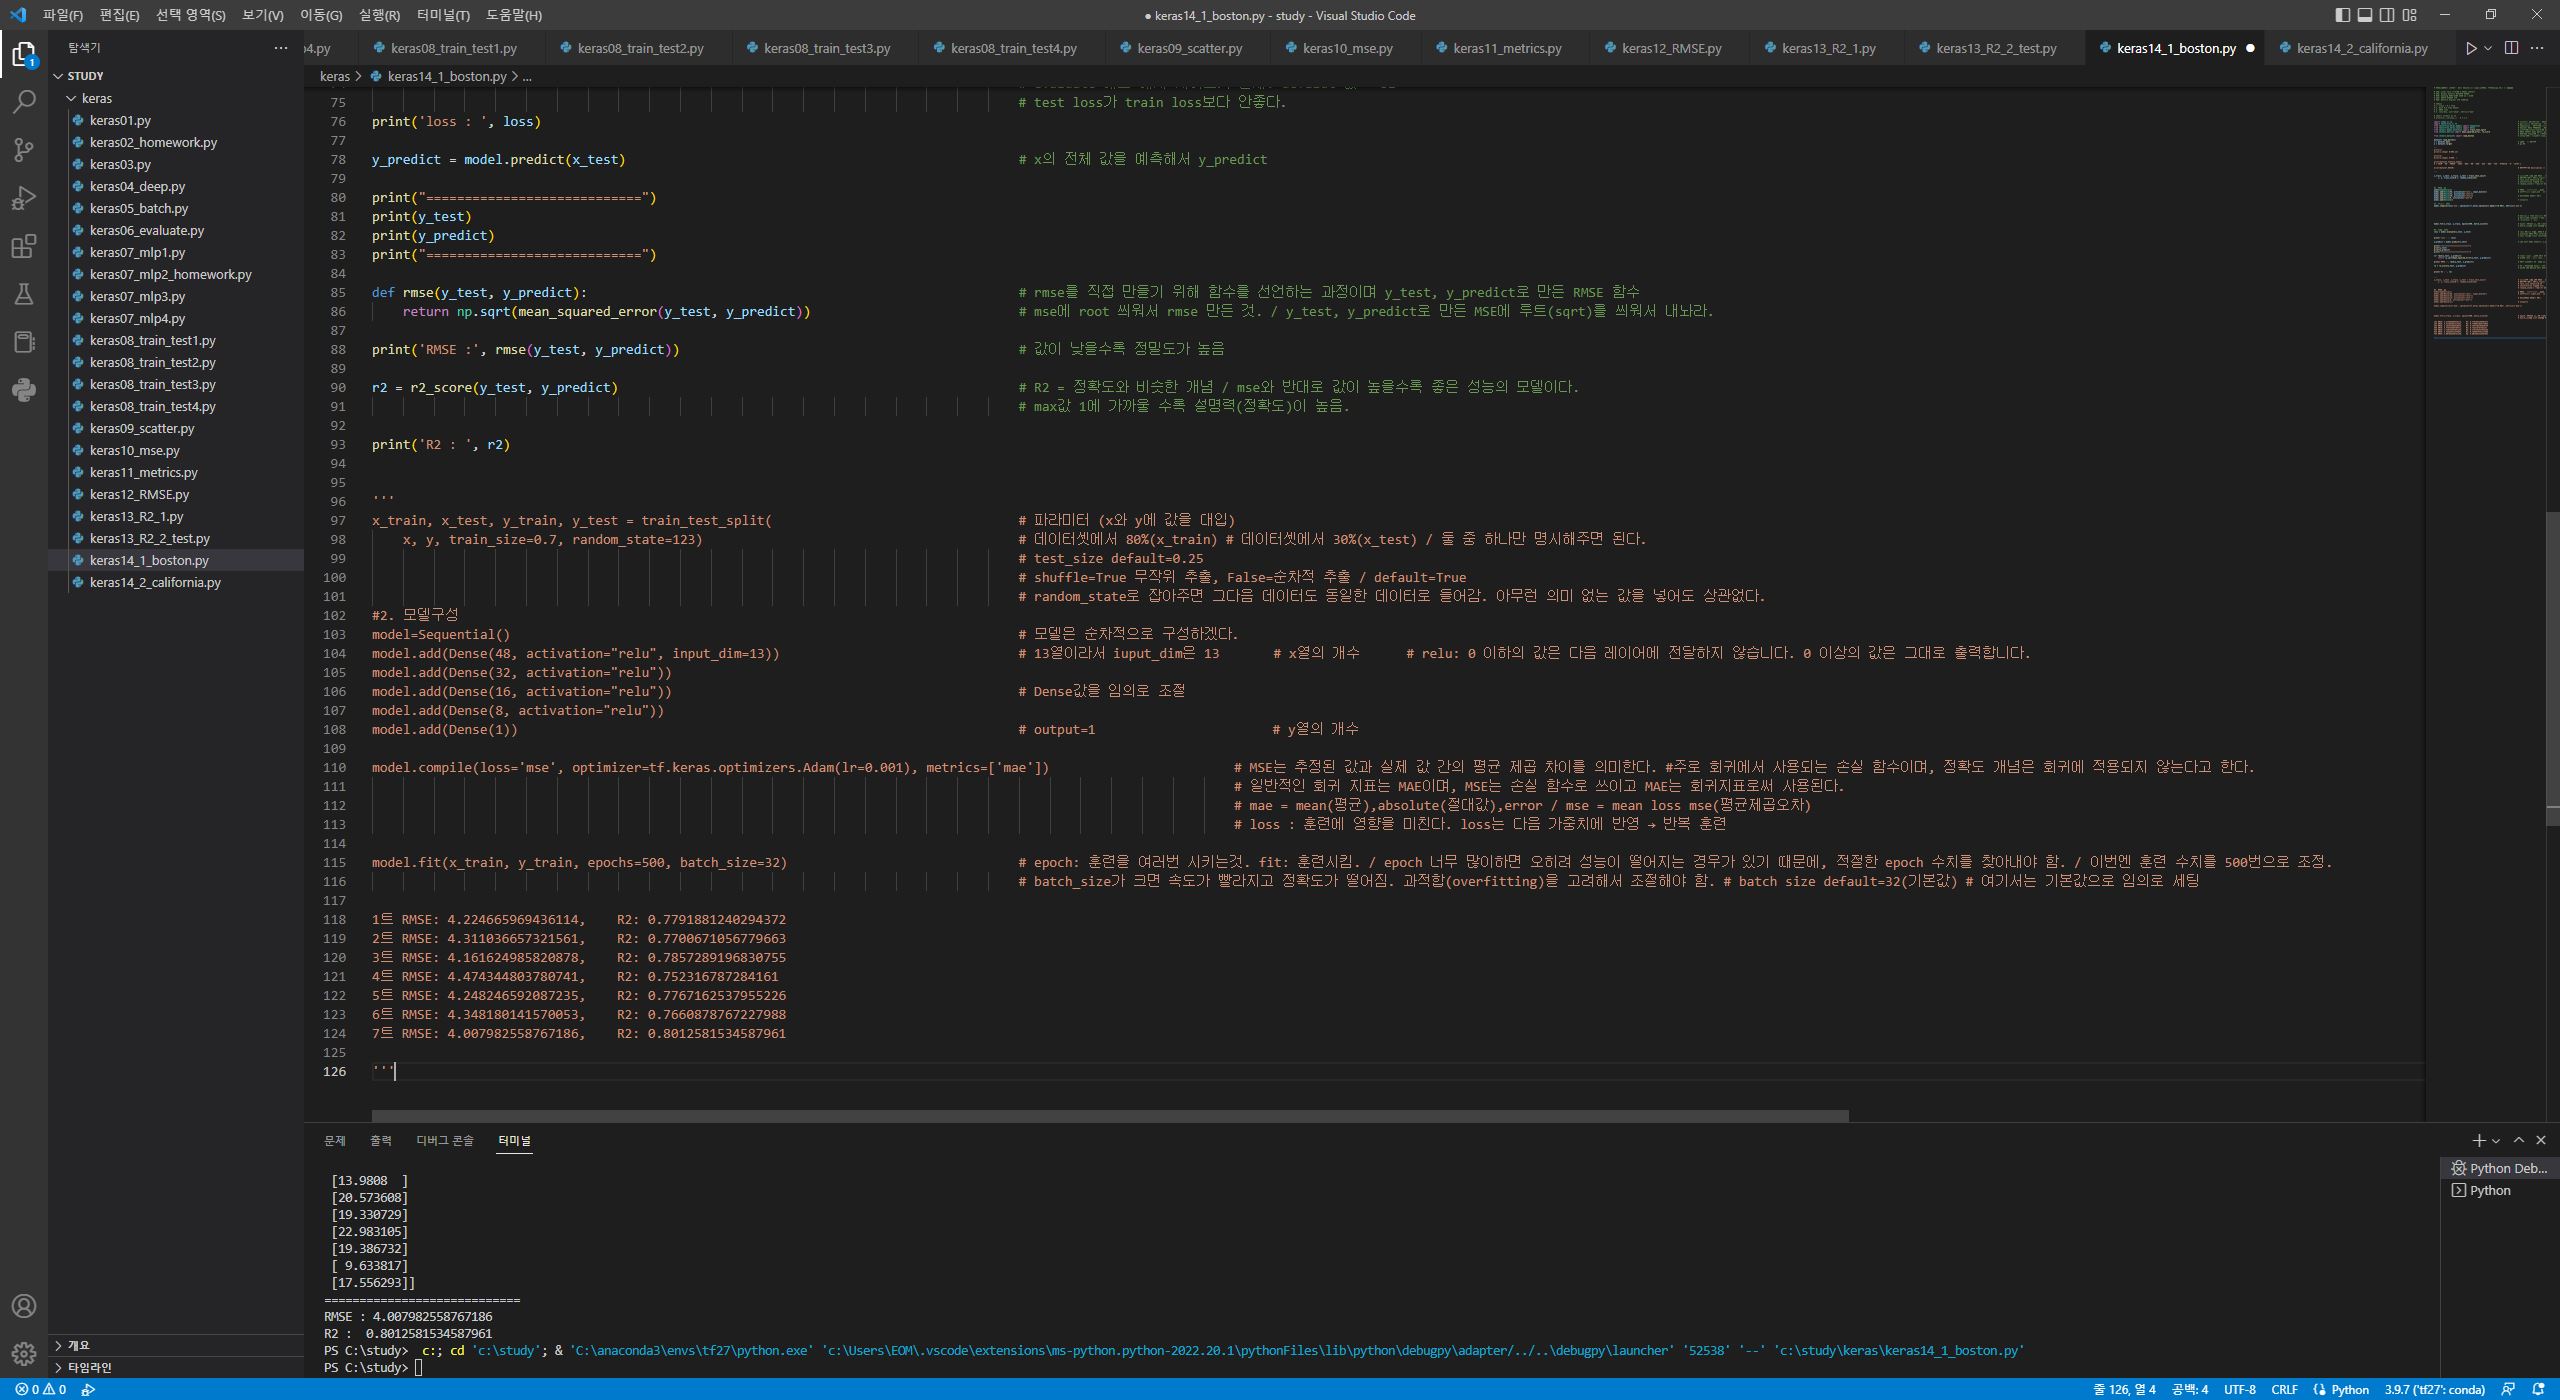 파일(F) 편집(E) 선택 영역(S) 보기(V) 이동(G) 실행(R) 터미널(T) 도움말(H)
● keras14_1_boston.py - study - Visual Studio Code
탐색기
p4.py keras08_train_test1.py keras08_train_test2.py keras08_train_test3.py keras08_train_test4.py keras09_scatter.py keras10_mse.py keras11_metrics.py keras12_RMSE.py keras13_R2_1.py keras13_R2_2_test.py keras14_1_boston.py keras14_2_california.py
1
STUDY
keras
keras01.py
keras02_homework.py
keras03.py
keras04_deep.py
keras05_batch.py
keras06_evaluate.py
keras07_mlp1.py
keras07_mlp2_homework.py
keras07_mlp3.py
keras07_mlp4.py
keras08_train_test1.py
keras08_train_test2.py
keras08_train_test3.py
keras08_train_test4.py
keras09_scatter.py
keras10_mse.py
keras11_metrics.py
keras12_RMSE.py
keras13_R2_1.py
keras13_R2_2_test.py
keras14_1_boston.py
keras14_2_california.py
개요
타임라인
keras > keras14_1_boston.py > ...
75 # test loss가 train loss보다 안좋다.
76 print('loss : ', loss)
77
78 y_predict = model.predict(x_test) # x의 전체 값을 예측해서 y_predict
79
80 print("============================")
81 print(y_test)
82 print(y_predict)
83 print("============================")
84
85 def rmse(y_test, y_predict): # rmse를 직접 만들기 위해 함수를 선언하는 과정이며 y_test, y_predict로 만든 RMSE 함수
86 return np.sqrt(mean_squared_error(y_test, y_predict)) # mse에 root 씌워서 rmse 만든 것. / y_test, y_predict로 만든 MSE에 루트(sqrt)를 씌워서 내놔라.
87
88 print('RMSE :', rmse(y_test, y_predict)) # 값이 낮을수록 정밀도가 높음
89
90 r2 = r2_score(y_test, y_predict) # R2 = 정확도와 비슷한 개념 / mse와 반대로 값이 높을수록 좋은 성능의 모델이다.
91 # max값 1에 가까울 수록 설명력(정확도)이 높음.
92
93 print('R2 : ', r2)
94
95
96 '''
97 x_train, x_test, y_train, y_test = train_test_split( # 파라미터 (x와 y에 값을 대입)
98 x, y, train_size=0.7, random_state=123) # 데이터셋에서 80%(x_train) # 데이터셋에서 30%(x_test) / 둘 중 하나만 명시해주면 된다.
99 # test_size default=0.25
100 # shuffle=True 무작위 추출, False=순차적 추출 / default=True
101 # random_state로 잡아주면 그다음 데이터도 동일한 데이터로 들어감. 아무런 의미 없는 값을 넣어도 상관없다.
102 #2. 모델구성
103 model=Sequential() # 모델은 순차적으로 구성하겠다.
104 model.add(Dense(48, activation="relu", input_dim=13)) # 13열이라서 iuput_dim은 13 # x열의 개수 # relu: 0 이하의 값은 다음 레이어에 전달하지 않습니다. 0 이상의 값은 그대로 출력합니다.
105 model.add(Dense(32, activation="relu"))
106 model.add(Dense(16, activation="relu")) # Dense값을 임의로 조절
107 model.add(Dense(8, activation="relu"))
108 model.add(Dense(1)) # output=1 # y열의 개수
109
110 model.compile(loss='mse', optimizer=tf.keras.optimizers.Adam(lr=0.001), metrics=['mae']) # MSE는 추정된 값과 실제 값 간의 평균 제곱 차이를 의미한다. #주로 회귀에서 사용되는 손실 함수이며, 정확도 개념은 회귀에 적용되지 않는다고 한다.
111 # 일반적인 회귀 지표는 MAE이며, MSE는 손실 함수로 쓰이고 MAE는 회귀지표로써 사용된다.
112 # mae = mean(평균),absolute(절대값),error / mse = mean loss mse(평균제곱오차)
113 # loss : 훈련에 영향을 미친다. loss는 다음 가중치에 반영 → 반복 훈련
114
115 model.fit(x_train, y_train, epochs=500, batch_size=32) # epoch: 훈련을 여러번 시키는것. fit: 훈련시킴. / epoch 너무 많이하면 오히려 성능이 떨어지는 경우가 있기 때문에, 적절한 epoch 수치를 찾아내야 함. / 이번엔 훈련 수치를 500번으로 조정.
116 # batch_size가 크면 속도가 빨라지고 정확도가 떨어짐. 과적합(overfitting)을 고려해서 조절해야 함. # batch size default=32(기본값) # 여기서는 기본값으로 임의로 세팅
117
118 1트 RMSE: 4.224665969436114, R2: 0.7791881240294372
119 2트 RMSE: 4.311036657321561, R2: 0.7700671056779663
120 3트 RMSE: 4.161624985820878, R2: 0.7857289196830755
121 4트 RMSE: 4.474344803780741, R2: 0.752316787284161
122 5트 RMSE: 4.248246592087235, R2: 0.7767162537955226
123 6트 RMSE: 4.348180141570053, R2: 0.7660878767227988
124 7트 RMSE: 4.007982558767186, R2: 0.8012581534587961
125
126 '''
문제 출력 디버그 콘솔 터미널
[13.9808 ]
[20.573608]
[19.330729]
[22.983105]
[19.386732]
[ 9.633817]
[17.556293]]
============================
RMSE : 4.007982558767186
R2 : 0.8012581534587961
PS C:\study> c:; cd 'c:\study'; & 'C:\anaconda3\envs\tf27\python.exe' 'c:\Users\EOM\.vscode\extensions\ms-python.python-2022.20.1\pythonFiles\lib\python\debugpy\adapter/../..\debugpy\launcher' '52538' '--' 'c:\study\keras\keras14_1_boston.py'
PS C:\study>
Python Deb...
Python
0 0
줄 126, 열 4 공백: 4 UTF-8 CRLF Python 3.9.7 ('tf27': conda)